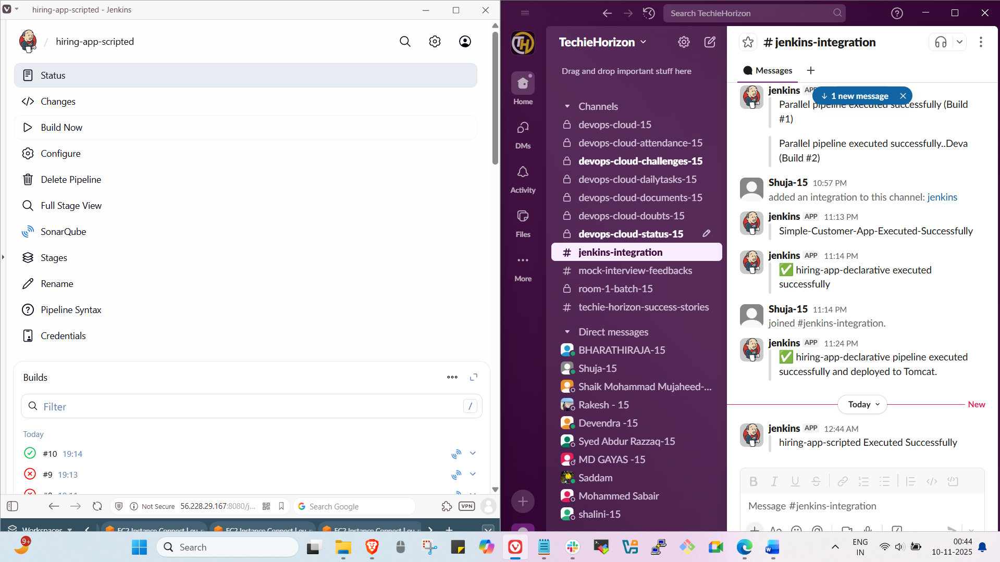 hiring-app-scripted - Jenkins
/ hiring-app-scripted
Status
Changes
Build Now
Configure
Delete Pipeline
Full Stage View
SonarQube
Stages
Rename
Pipeline Syntax
Credentials
Builds
Filter
/
Today
#10 19:14
#9 19:13
Not Secure 56.228.29.167:8080/j...
Search Google
VPN
Workspaces
EC2 Instance Connect
EC2 Instance Connect
EC2 Instance Connect
Search TechieHorizon
TH
Home
DMs
Activity
Files
More
TechieHorizon
Drag and drop important stuff here
Channels
devops-cloud-15
devops-cloud-attendance-15
devops-cloud-challenges-15
devops-cloud-dailytasks-15
devops-cloud-documents-15
devops-cloud-doubts-15
devops-cloud-status-15
# jenkins-integration
# mock-interview-feedbacks
room-1-batch-15
# techie-horizon-success-stories
Direct messages
BHARATHIRAJA-15
Shuja-15
Shaik Mohammad Mujaheed-...
Rakesh - 15
Devendra -15
Syed Abdur Razzaq-15
MD GAYAS -15
Saddam
Mohammed Sabair
shalini-15
# jenkins-integration
Messages
1 new message
jenkins APP
Parallel pipeline executed successfully (Build
#1)
Parallel pipeline executed successfully..Deva
(Build #2)
Shuja-15 10:57 PM
added an integration to this channel: jenkins
jenkins APP 11:13 PM
Simple-Customer-App-Executed-Successfully
jenkins APP 11:14 PM
✅ hiring-app-declarative executed
successfully
Shuja-15 11:14 PM
joined #jenkins-integration.
jenkins APP 11:24 PM
✅ hiring-app-declarative pipeline executed
successfully and deployed to Tomcat.
Today
New
jenkins APP 12:44 AM
hiring-app-scripted Executed Successfully
B I U S
Message #jenkins-integration
Aa
9+
Search
ENG
IN
00:44
10-11-2025